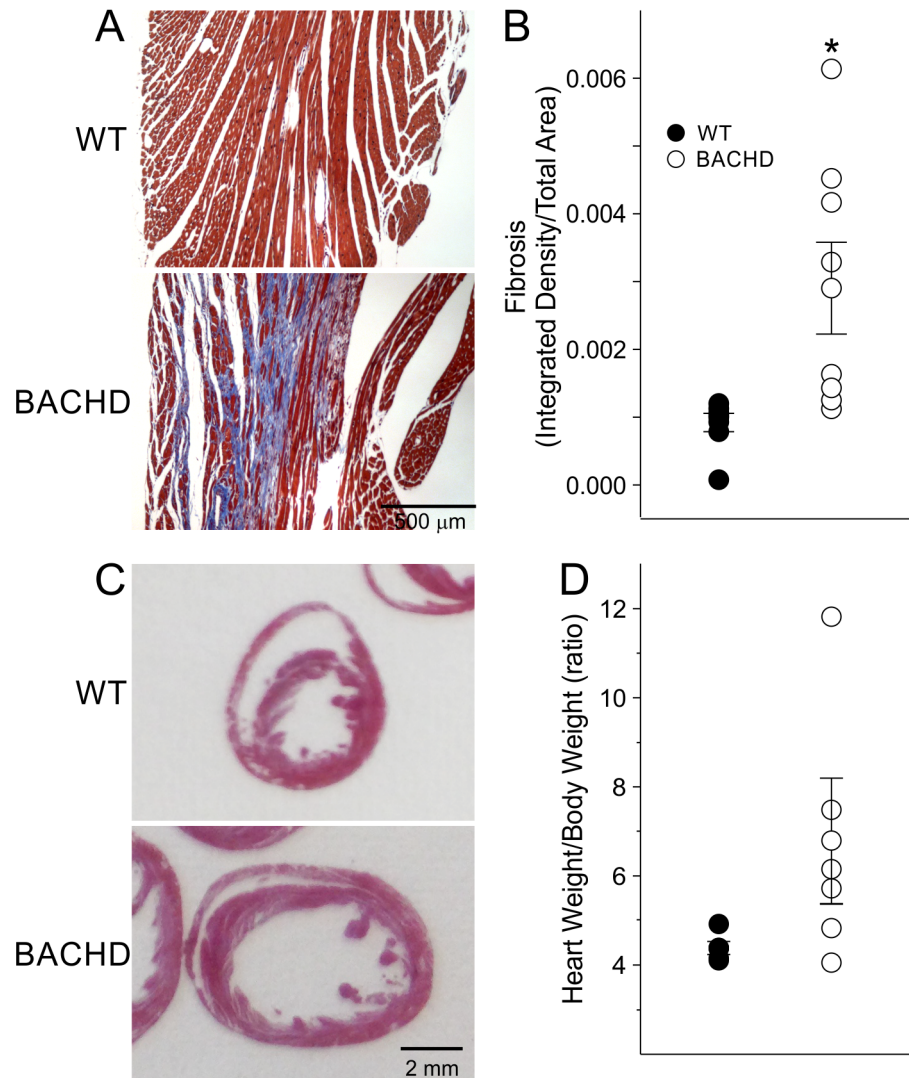 A
WT
BACHD
500 μm
B
*
WT
BACHD
Fibrosis
(Integrated Density/Total Area)
0.006
0.004
0.002
0.000
C
WT
BACHD
2 mm
D
Heart Weight/Body Weight (ratio)
12
10
8
6
4